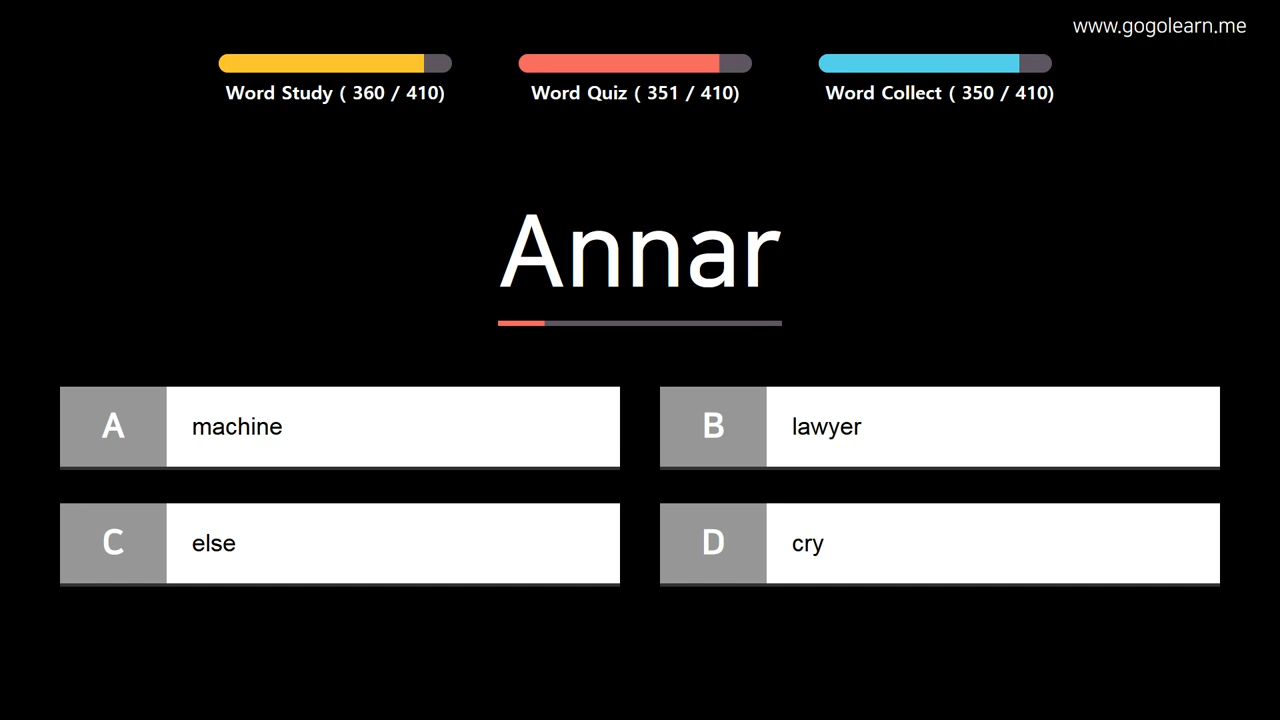 www.gogolearn.me
Word Study ( 360 / 410)
Word Quiz ( 351 / 410)
Word Collect ( 350 / 410)
Annar
A machine
B lawyer
C else
D cry